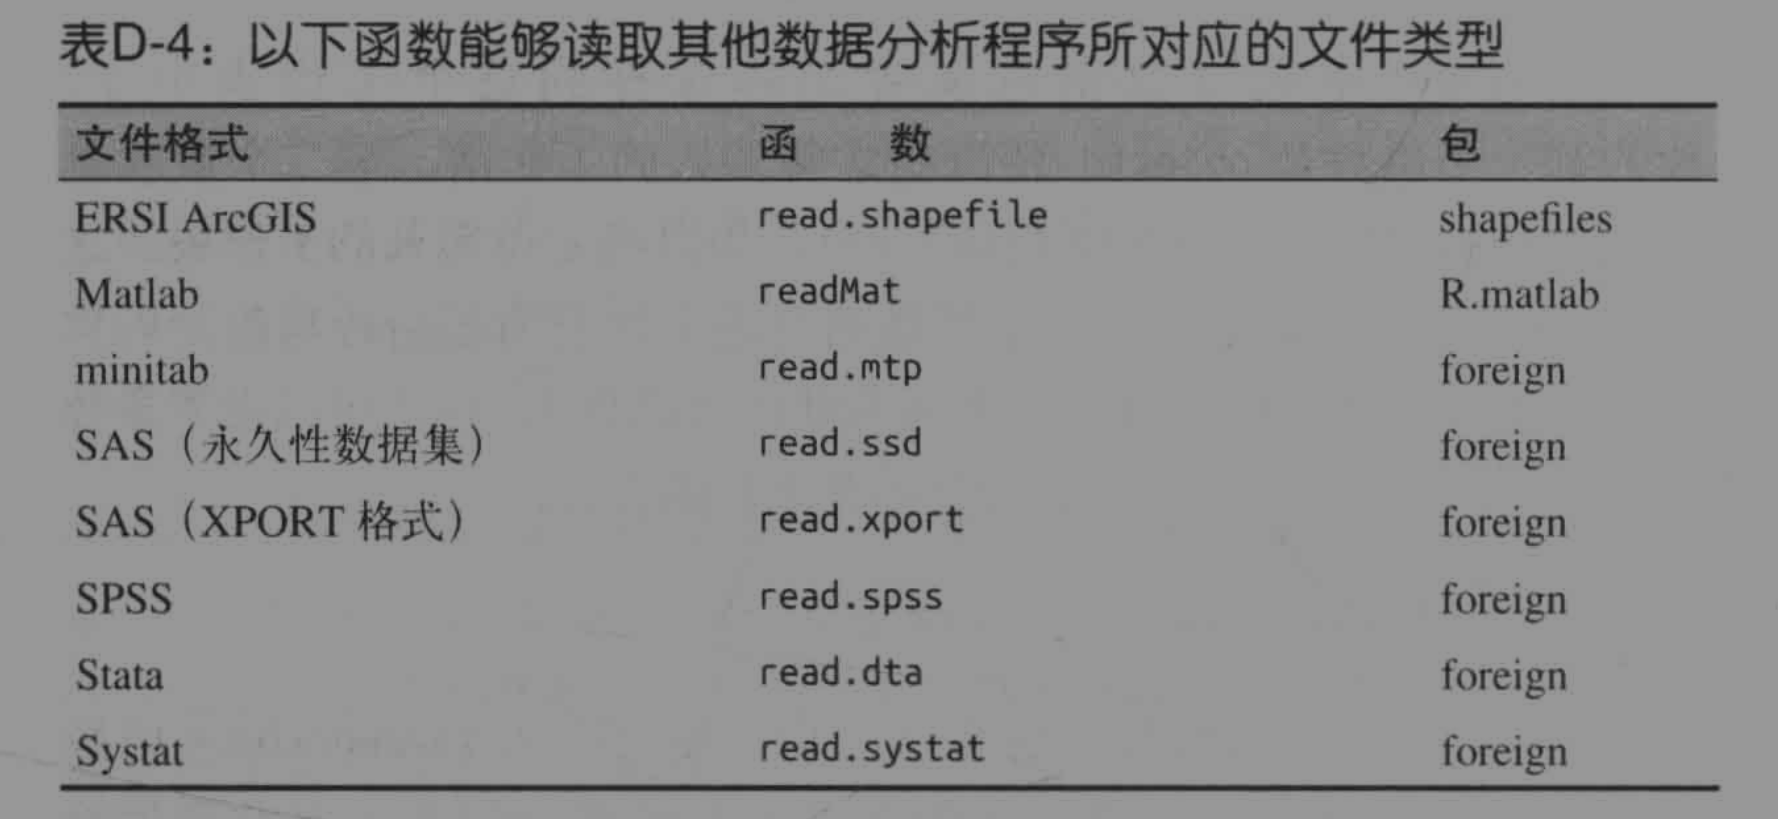 表D-4：以下函数能够读取其他数据分析程序所对应的文件类型
文件格式 函 数 包
ERSI ArcGIS read.shapefile shapefiles
Matlab readMat R.matlab
minitab read.mtp foreign
SAS（永久性数据集） read.ssd foreign
SAS（XPORT 格式） read.xport foreign
SPSS read.spss foreign
Stata read.dta foreign
Systat read.systat foreign